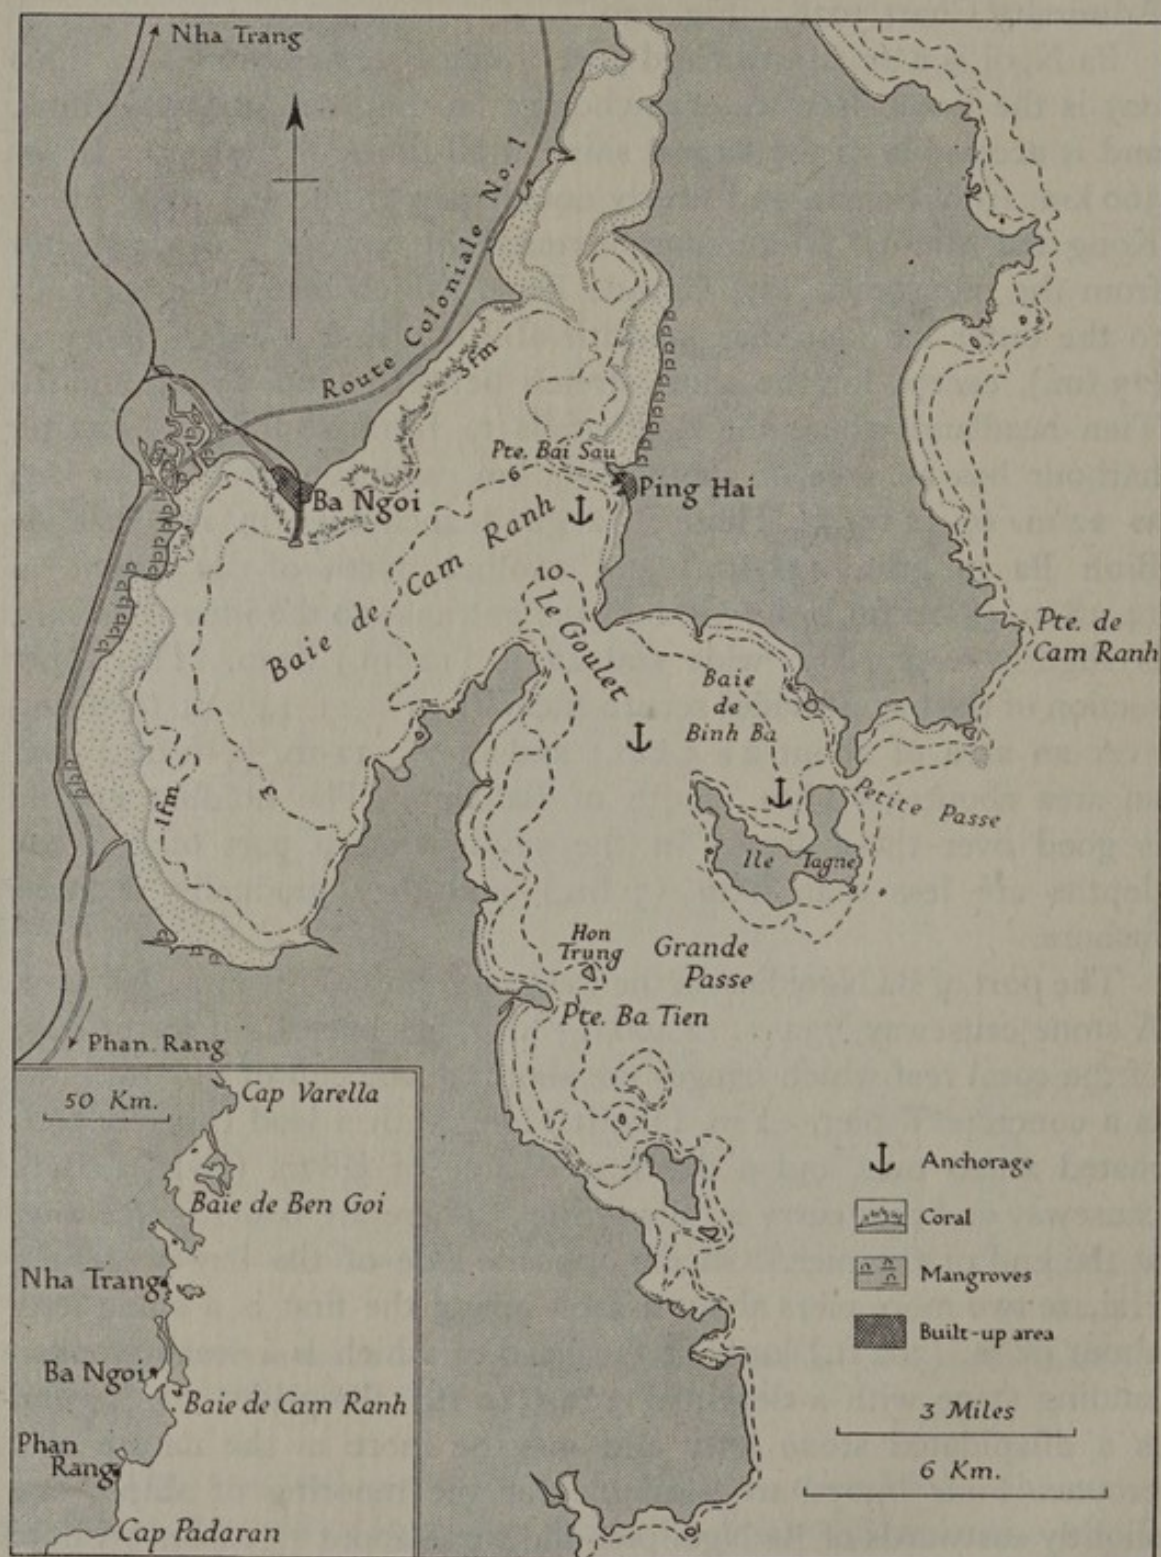 Nha Trang
Route Coloniale No. 1
3fm
Pte. Bai Sau
6
Ping Hai
Ba Ngoi
Baie de Cam Ranh
10
Le Goulet
Pte. de
Cam Ranh
Baie
de
Binh Ba
Petite Passe
3
1fm
Ile Tagne
Hon
Trung
Grande
Passe
Pte. Ba Tien
Phan. Rang
50 Km.
Cap Varella
Baie de Ben Goi
Nha Trang
Ba Ngoi
Baie de Cam Ranh
Phan
Rang
Cap Padaran
Anchorage
Coral
Mangroves
Built-up area
3 Miles
6 Km.